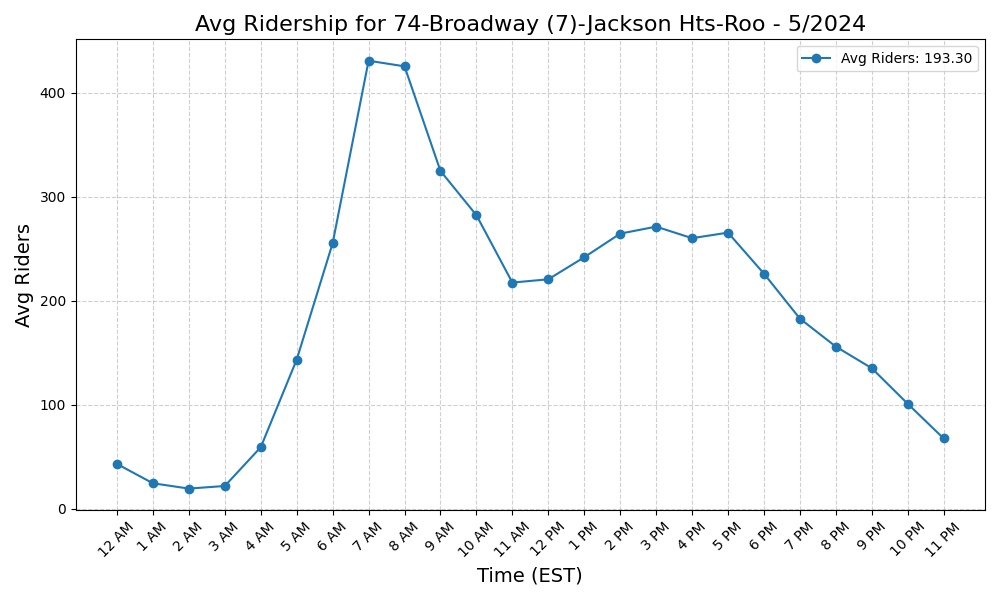 Avg Ridership for 74-Broadway (7)-Jackson Hts-Roo - 5/2024
Avg Riders: 193.30
Avg Riders
400
300
200
100
0
12 AM 1 AM 2 AM 3 AM 4 AM 5 AM 6 AM 7 AM 8 AM 9 AM 10 AM 11 AM 12 PM 1 PM 2 PM 3 PM 4 PM 5 PM 6 PM 7 PM 8 PM 9 PM 10 PM 11 PM
Time (EST)